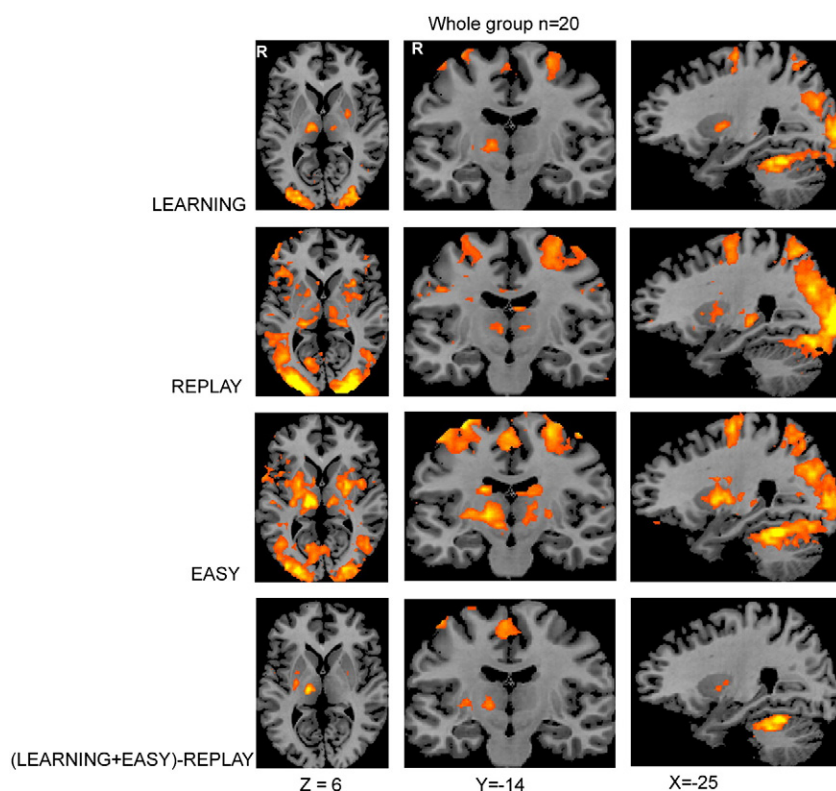 Whole group n=20
R
R
LEARNING
REPLAY
EASY
(LEARNING+EASY)-REPLAY
Z = 6
Y=-14
X=-25